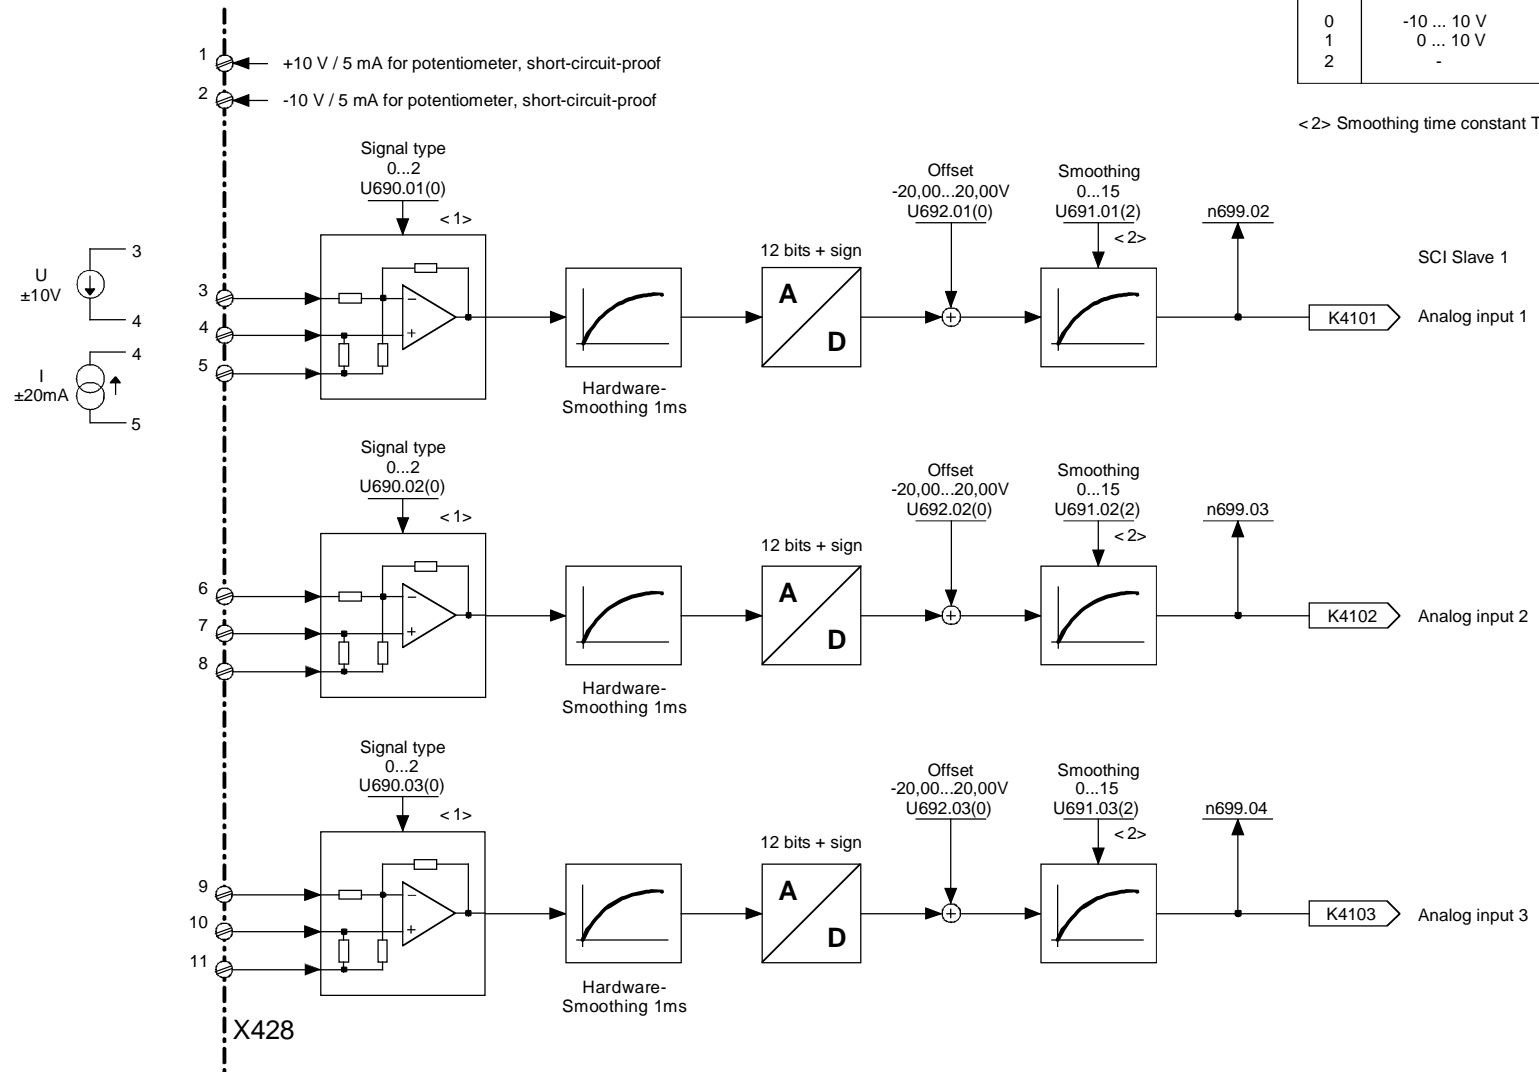 0 -10 ... 10 V
1 0 ... 10 V
2 -
1 +10 V / 5 mA for potentiometer, short-circuit-proof
2 -10 V / 5 mA for potentiometer, short-circuit-proof
<2> Smoothing time constant T
Signal type
0...2
U690.01(0)
<1>
Offset
-20,00...20,00V
U692.01(0)
Smoothing
0...15
U691.01(2)
<2>
n699.02
U
±10V
3
4
I
±20mA
4
5
3
4
5
-
+
Hardware-
Smoothing 1ms
12 bits + sign
A
D
+
SCI Slave 1
K4101
Analog input 1
Signal type
0...2
U690.02(0)
<1>
Offset
-20,00...20,00V
U692.02(0)
Smoothing
0...15
U691.02(2)
<2>
n699.03
6
7
8
-
+
Hardware-
Smoothing 1ms
12 bits + sign
A
D
+
K4102
Analog input 2
Signal type
0...2
U690.03(0)
<1>
Offset
-20,00...20,00V
U692.03(0)
Smoothing
0...15
U691.03(2)
<2>
n699.04
9
10
11
-
+
Hardware-
Smoothing 1ms
12 bits + sign
A
D
+
K4103
Analog input 3
X428